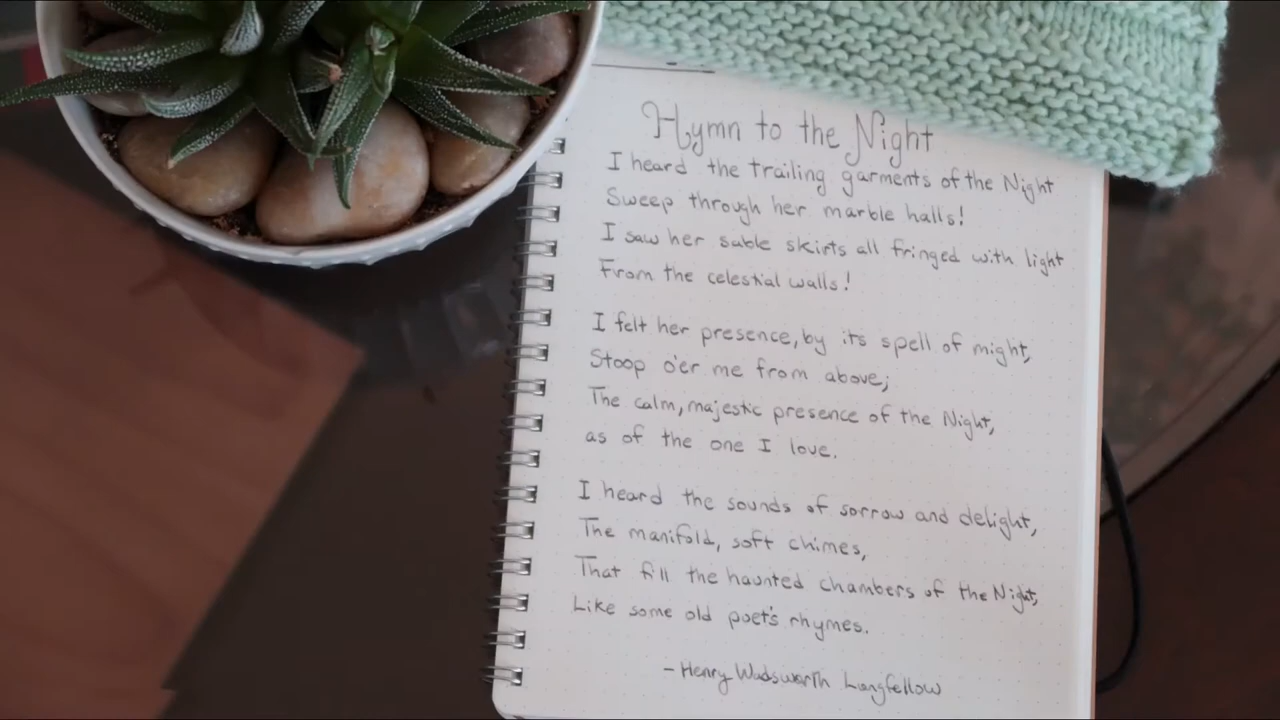 Hymn to the Night
I heard the trailing garments of the Night
Sweep through her marble halls!
I saw her sable skirts all fringed with light
From the celestial walls!
I felt her presence, by its spell of might,
Stoop o'er me from above;
The calm, majestic presence of the Night,
as of the one I love.
I heard the sounds of sorrow and delight,
The manifold, soft chimes,
That fill the haunted chambers of the Night,
Like some old poet's rhymes.
- Henry Wadsworth Longfellow